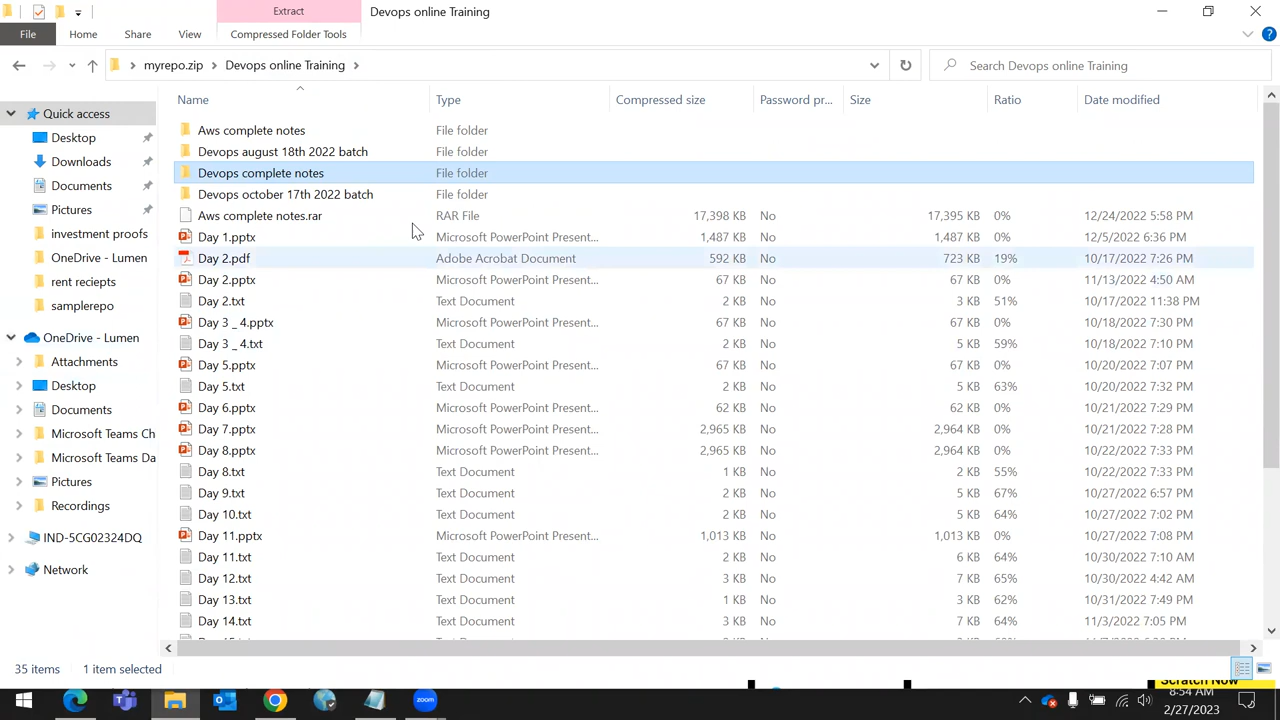 Extract
Devops online Training
File
Home
Share
View
Compressed Folder Tools
myrepo.zip
Devops online Training
Search Devops online Training
Name
Type
Compressed size
Password pr...
Size
Ratio
Date modified
Quick access
Desktop
Downloads
Documents
Pictures
investment proofs
OneDrive - Lumen
rent reciepts
samplerepo
OneDrive - Lumen
Attachments
Desktop
Documents
Microsoft Teams Ch
Microsoft Teams Da
Pictures
Recordings
IND-5CG02324DQ
Network
Aws complete notes File folder
Devops august 18th 2022 batch File folder
Devops complete notes File folder
Devops october 17th 2022 batch File folder
Aws complete notes.rar RAR File 17,398 KB No 17,395 KB 0% 12/24/2022 5:58 PM
Day 1.pptx Microsoft PowerPoint Present... 1,487 KB No 1,487 KB 0% 12/5/2022 6:36 PM
Day 2.pdf Adobe Acrobat Document 592 KB No 723 KB 19% 10/17/2022 7:26 PM
Day 2.pptx Microsoft PowerPoint Present... 67 KB No 67 KB 0% 11/13/2022 4:50 AM
Day 2.txt Text Document 2 KB No 3 KB 51% 10/17/2022 11:38 PM
Day 3 _ 4.pptx Microsoft PowerPoint Present... 67 KB No 67 KB 0% 10/18/2022 7:30 PM
Day 3 _ 4.txt Text Document 2 KB No 5 KB 59% 10/18/2022 7:10 PM
Day 5.pptx Microsoft PowerPoint Present... 67 KB No 67 KB 0% 10/20/2022 7:07 PM
Day 5.txt Text Document 2 KB No 5 KB 63% 10/20/2022 7:32 PM
Day 6.pptx Microsoft PowerPoint Present... 62 KB No 62 KB 0% 10/21/2022 7:29 PM
Day 7.pptx Microsoft PowerPoint Present... 2,965 KB No 2,964 KB 0% 10/21/2022 7:28 PM
Day 8.pptx Microsoft PowerPoint Present... 2,965 KB No 2,964 KB 0% 10/22/2022 7:33 PM
Day 8.txt Text Document 1 KB No 2 KB 55% 10/22/2022 7:33 PM
Day 9.txt Text Document 2 KB No 5 KB 67% 10/27/2022 6:57 PM
Day 10.txt Text Document 2 KB No 5 KB 64% 10/27/2022 7:02 PM
Day 11.pptx Microsoft PowerPoint Present... 1,013 KB No 1,013 KB 0% 10/27/2022 7:08 PM
Day 11.txt Text Document 2 KB No 6 KB 64% 10/30/2022 7:10 AM
Day 12.txt Text Document 3 KB No 7 KB 65% 10/30/2022 4:42 AM
Day 13.txt Text Document 1 KB No 3 KB 62% 10/31/2022 7:49 PM
Day 14.txt Text Document 3 KB No 7 KB 64% 11/3/2022 7:05 PM
35 items
1 item selected
Scratch Now
zoom
8:54 AM
2/27/2023